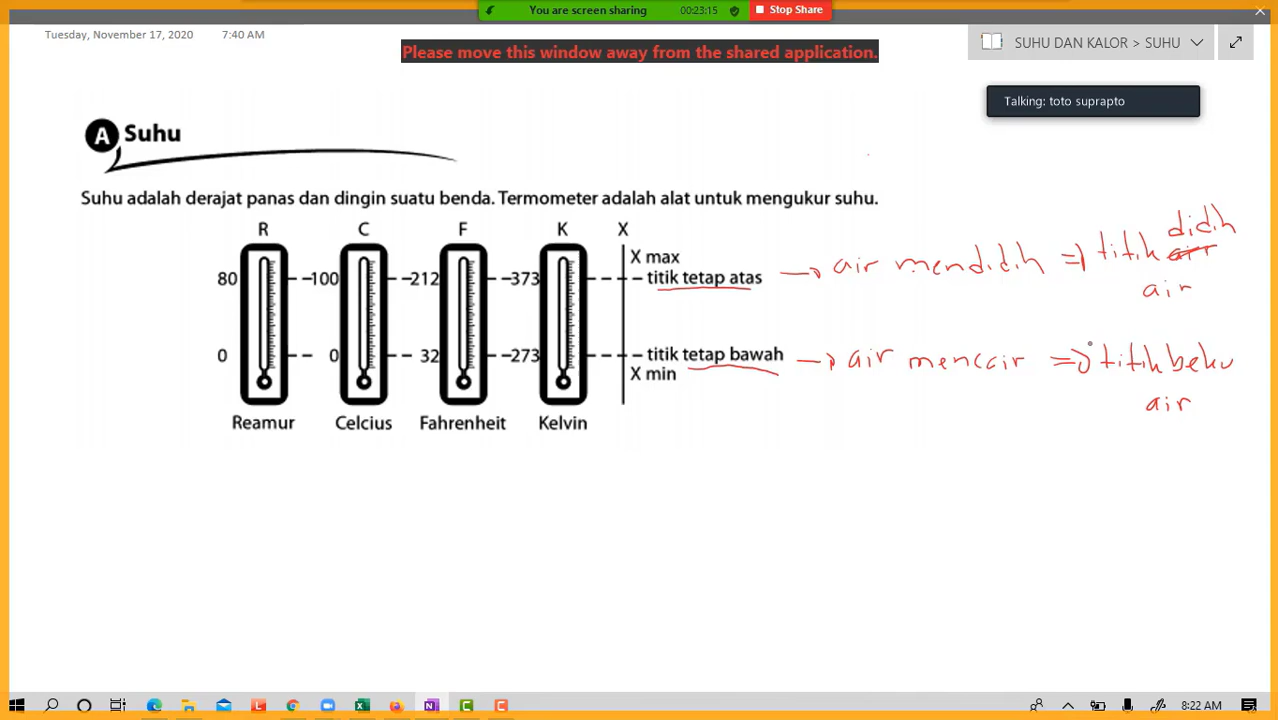 You are screen sharing 00:23:15 Stop Share
Tuesday, November 17, 2020 7:40 AM
Please move this window away from the shared application.
SUHU DAN KALOR > SUHU
Talking: toto suprapto
A Suhu
Suhu adalah derajat panas dan dingin suatu benda. Termometer adalah alat untuk mengukur suhu.
R C F K X
X max
80 100 212 373 titik tetap atas
air mendidih => titik air didih
air
0 0 32 273 titik tetap bawah
air mencair => titik beku
air
X min
Reamur Celcius Fahrenheit Kelvin
8:22 AM